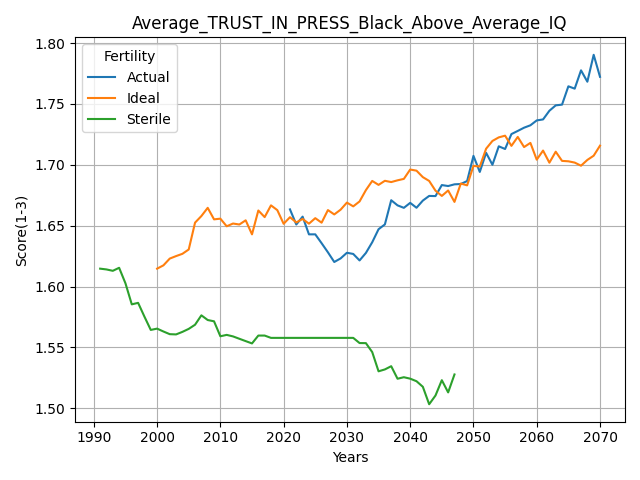 Average_TRUST_IN_PRESS_Black_Above_Average_IQ
Fertility
Actual
Ideal
Sterile
1.80
1.75
1.70
1.65
1.60
1.55
1.50
Score(1-3)
1990 2000 2010 2020 2030 2040 2050 2060 2070
Years